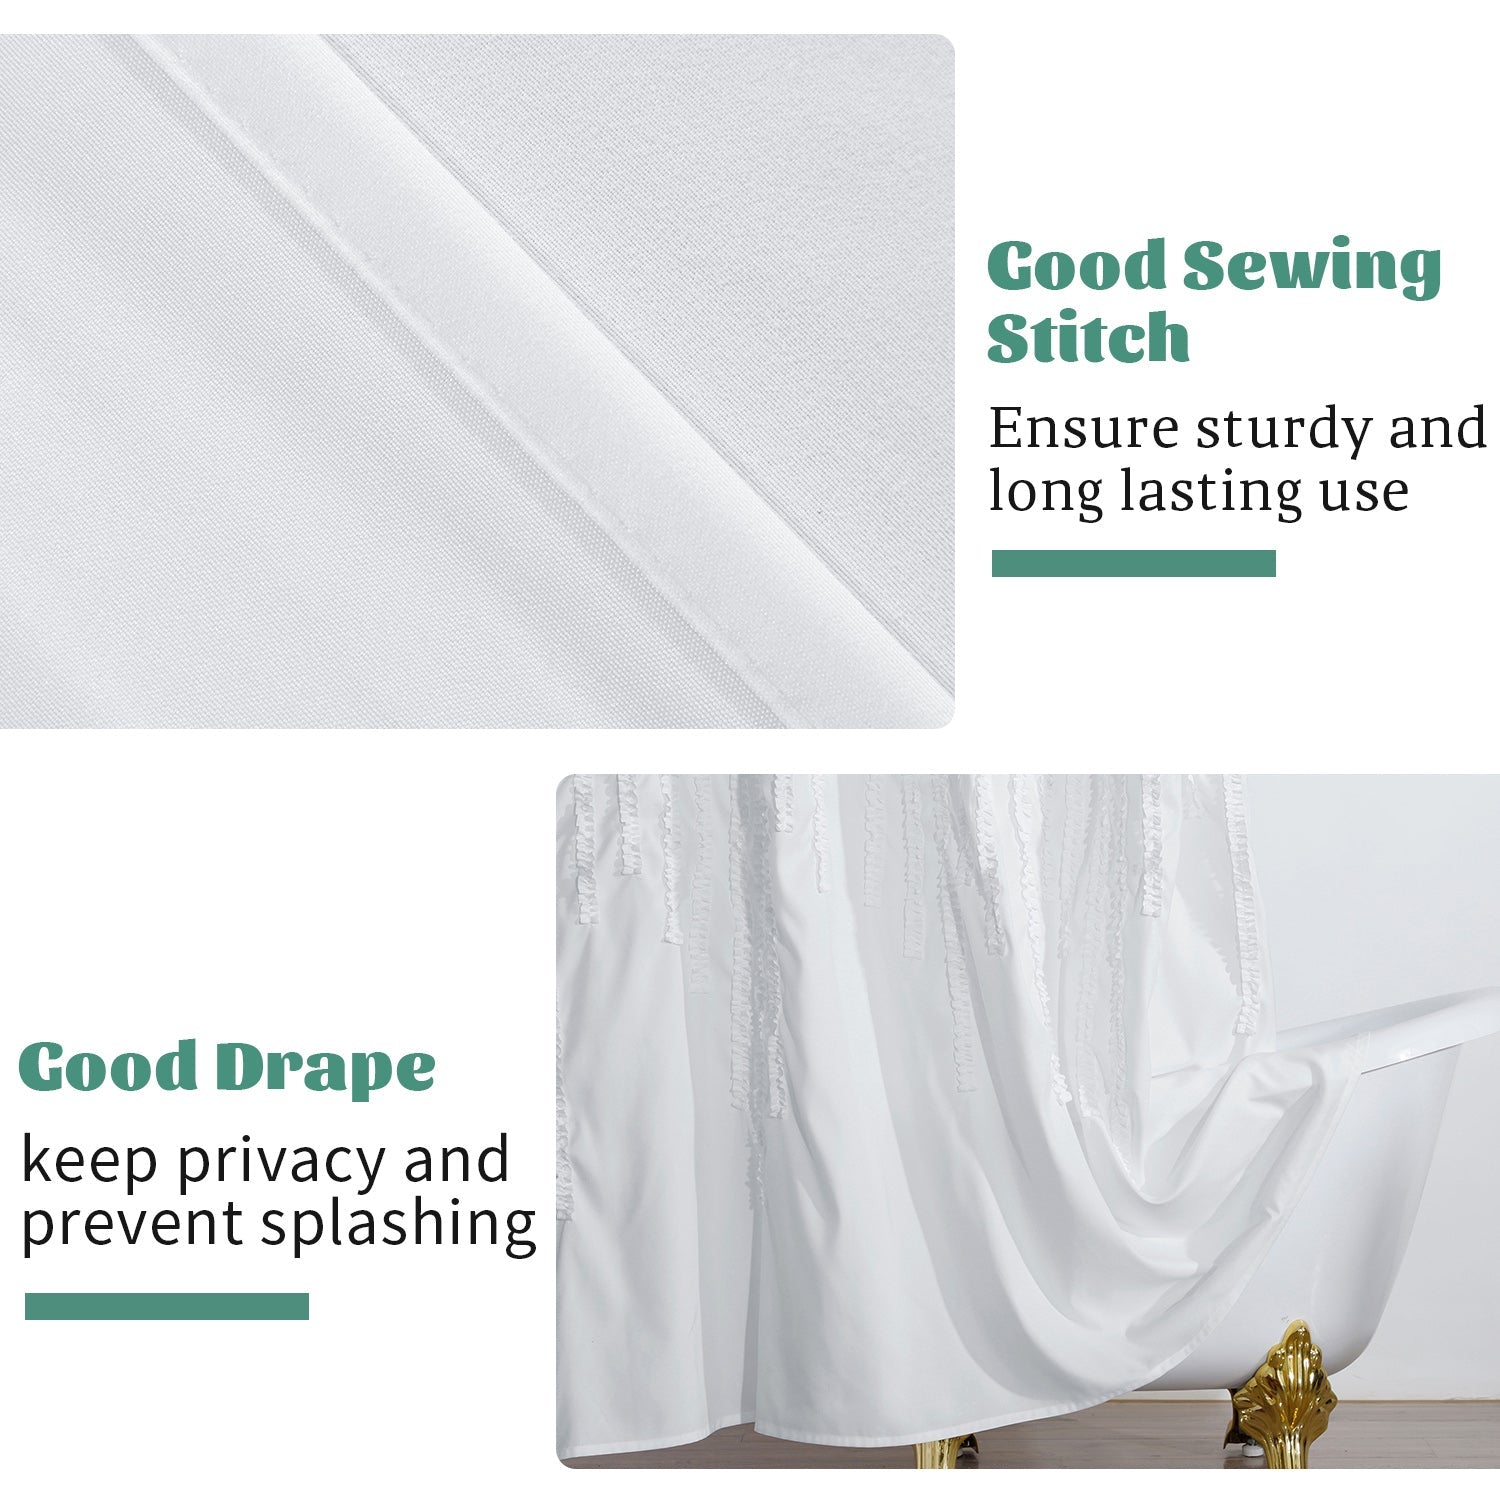 Good Sewing
Stitch
Ensure sturdy and
long lasting use
Good Drape
keep privacy and
prevent splashing